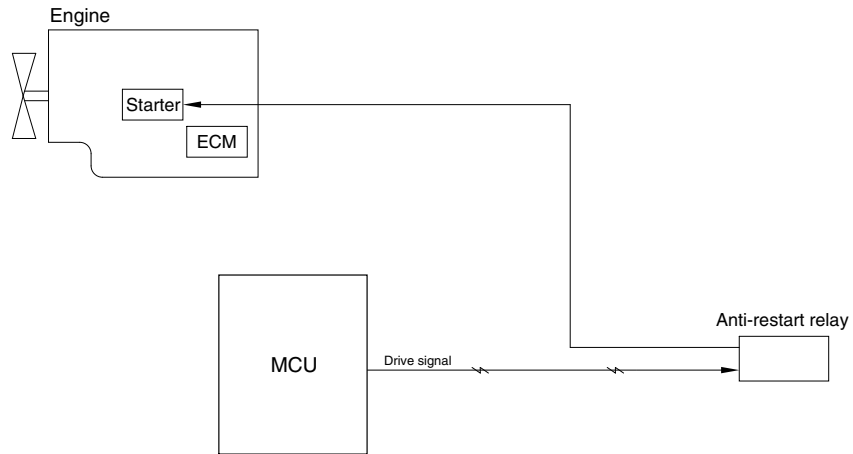 Engine
Starter
ECM
Anti-restart relay
MCU
Drive signal